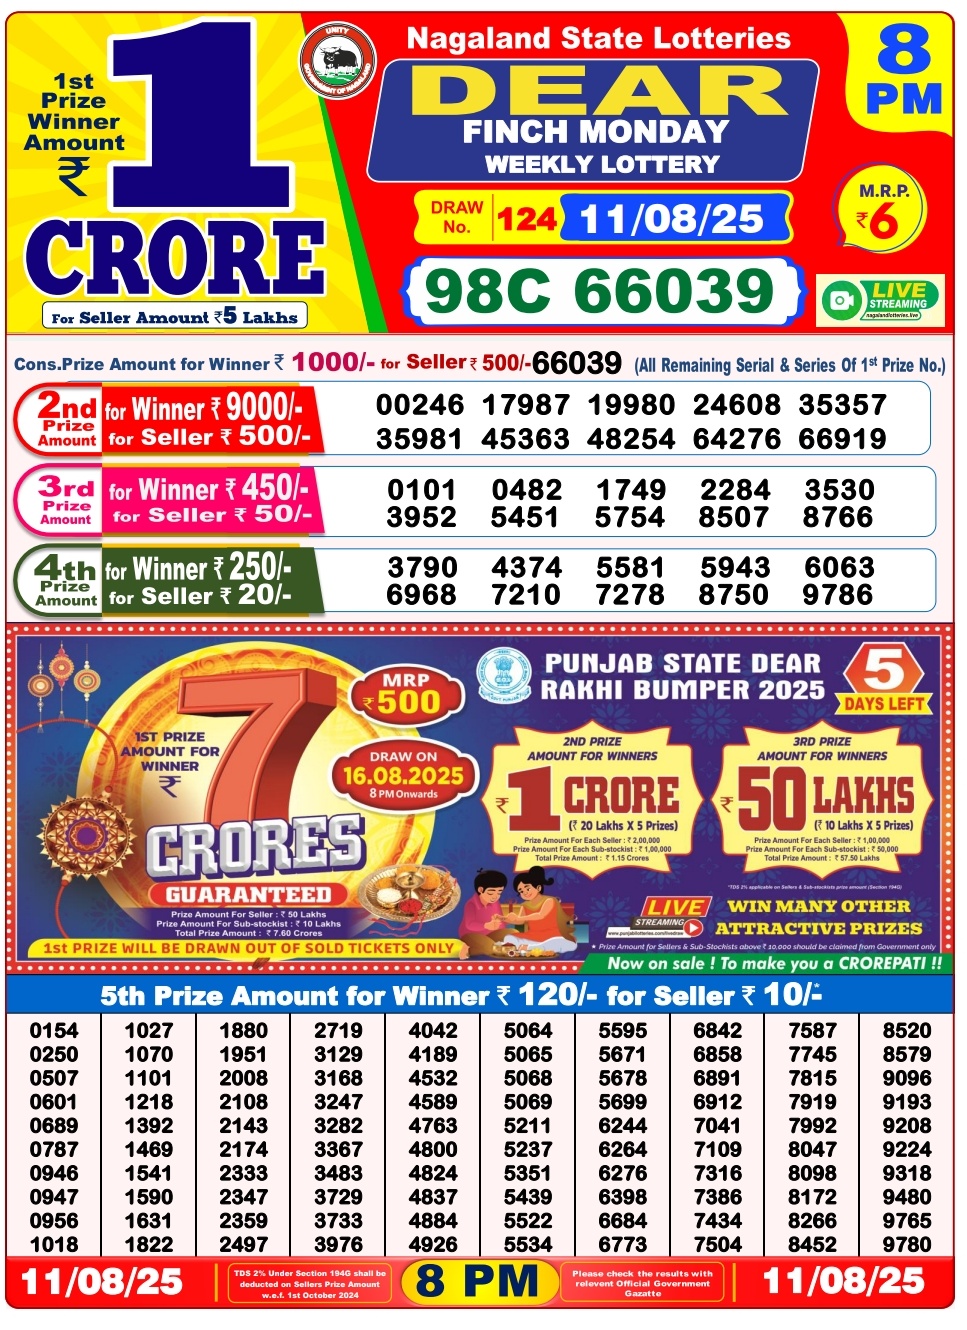 1st
Prize
Winner
Amount
₹
1
CRORE
For Seller Amount ₹5 Lakhs
UNITY
GOVERNMENT OF NAGALAND
Nagaland State Lotteries
DEAR
FINCH MONDAY
WEEKLY LOTTERY
8
PM
DRAW
No.
124
11/08/25
M.R.P.
₹6
98C 66039
LIVE
STREAMING
nagalandlotteries.live
Cons.Prize Amount for Winner ₹ 1000/- for Seller ₹ 500/- 66039 (All Remaining Serial & Series Of 1st Prize No.)
2nd Prize Amount
for Winner ₹ 9000/-
for Seller ₹ 500/-
00246 17987 19980 24608 35357
35981 45363 48254 64276 66919
3rd Prize Amount
for Winner ₹ 450/-
for Seller ₹ 50/-
0101 0482 1749 2284 3530
3952 5451 5754 8507 8766
4th Prize Amount
for Winner ₹ 250/-
for Seller ₹ 20/-
3790 4374 5581 5943 6063
6968 7210 7278 8750 9786
1ST PRIZE
AMOUNT FOR
WINNER
₹
7
CRORES
GUARANTEED
Prize Amount For Seller : ₹ 50 Lakhs
Prize Amount For Sub-stockist : ₹ 10 Lakhs
Total Prize Amount : ₹ 7.60 Crores
1st PRIZE WILL BE DRAWN OUT OF SOLD TICKETS ONLY
MRP
₹500
DRAW ON
16.08.2025
8 PM Onwards
PUNJAB STATE DEAR
RAKHI BUMPER 2025
5
DAYS LEFT
2ND PRIZE
AMOUNT FOR WINNERS
₹1 CRORE
(₹ 20 Lakhs X 5 Prizes)
Prize Amount For Each Seller : ₹ 2,00,000
Prize Amount For Each Sub-stockist : ₹ 1,00,000
Total Prize Amount : ₹ 1.15 Crores
3RD PRIZE
AMOUNT FOR WINNERS
₹50 LAKHS
(₹ 10 Lakhs X 5 Prizes)
Prize Amount For Each Seller : ₹ 1,00,000
Prize Amount For Each Sub-stockist : ₹ 50,000
Total Prize Amount : ₹ 57.50 Lakhs
*TDS 2% applicable on Sellers & Sub-stockists prize amount (Section 194G)
LIVE
STREAMING
www.punjablotteries.com/livedraw
WIN MANY OTHER
ATTRACTIVE PRIZES
• Prize Amount for Sellers & Sub-Stockists above ₹ 10,000 should be claimed from Government only
Now on sale ! To make you a CROREPATI !!
5th Prize Amount for Winner ₹ 120/- for Seller ₹ 10/-*
0154 1027 1880 2719 4042 5064 5595 6842 7587 8520
0250 1070 1951 3129 4189 5065 5671 6858 7745 8579
0507 1101 2008 3168 4532 5068 5678 6891 7815 9096
0601 1218 2108 3247 4589 5069 5699 6912 7919 9193
0689 1392 2143 3282 4763 5211 6244 7041 7992 9208
0787 1469 2174 3367 4800 5237 6264 7109 8047 9224
0946 1541 2333 3483 4824 5351 6276 7316 8098 9318
0947 1590 2347 3729 4837 5439 6398 7386 8172 9480
0956 1631 2359 3733 4884 5522 6684 7434 8266 9765
1018 1822 2497 3976 4926 5534 6773 7504 8452 9780
11/08/25
TDS 2% Under Section 194G shall be
deducted on Sellers Prize Amount
w.e.f. 1st October 2024
8 PM
Please check the results with
relevent Official Government
Gazatte
11/08/25